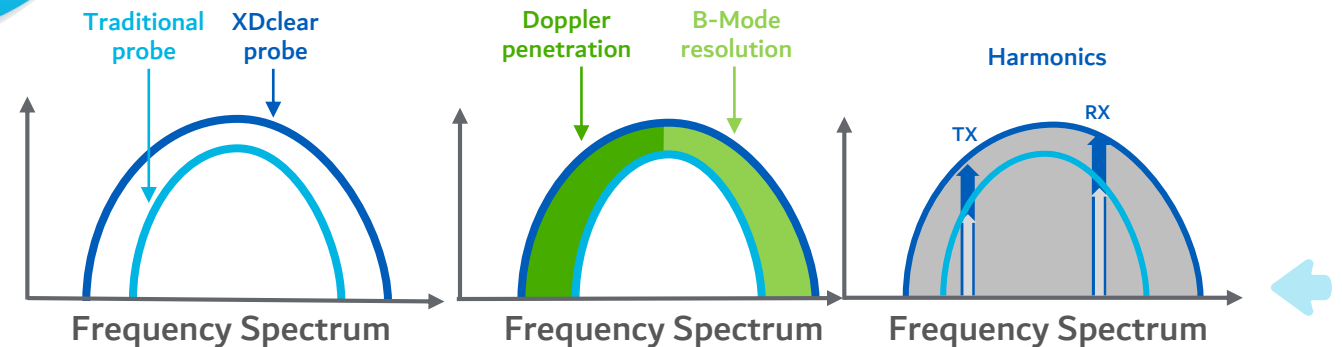 Traditional
probe
XDclear
probe
Frequency Spectrum
Doppler
penetration
B-Mode
resolution
Frequency Spectrum
Harmonics
TX
RX
Frequency Spectrum